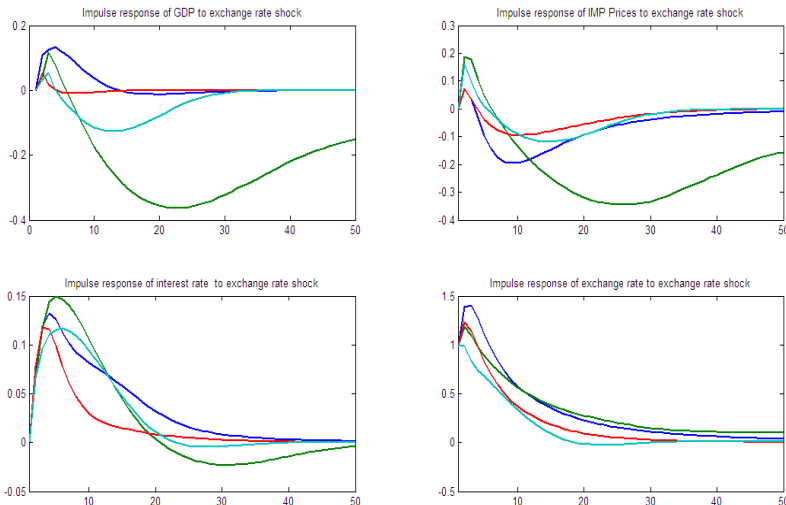 Impulse response of GDP to exchange rate shock
0.2
0
-0.2
-0.4
0 10 20 30 40 50
Impulse response of IMP Prices to exchange rate shock
0.3
0.2
0.1
0
-0.1
-0.2
-0.3
-0.4
10 20 30 40 50
Impulse response of interest rate to exchange rate shock
0.15
0.1
0.05
0
-0.05
10 20 30 40 50
Impulse response of exchange rate to exchange rate shock
1.5
1
0.5
0
-0.5
10 20 30 40 50